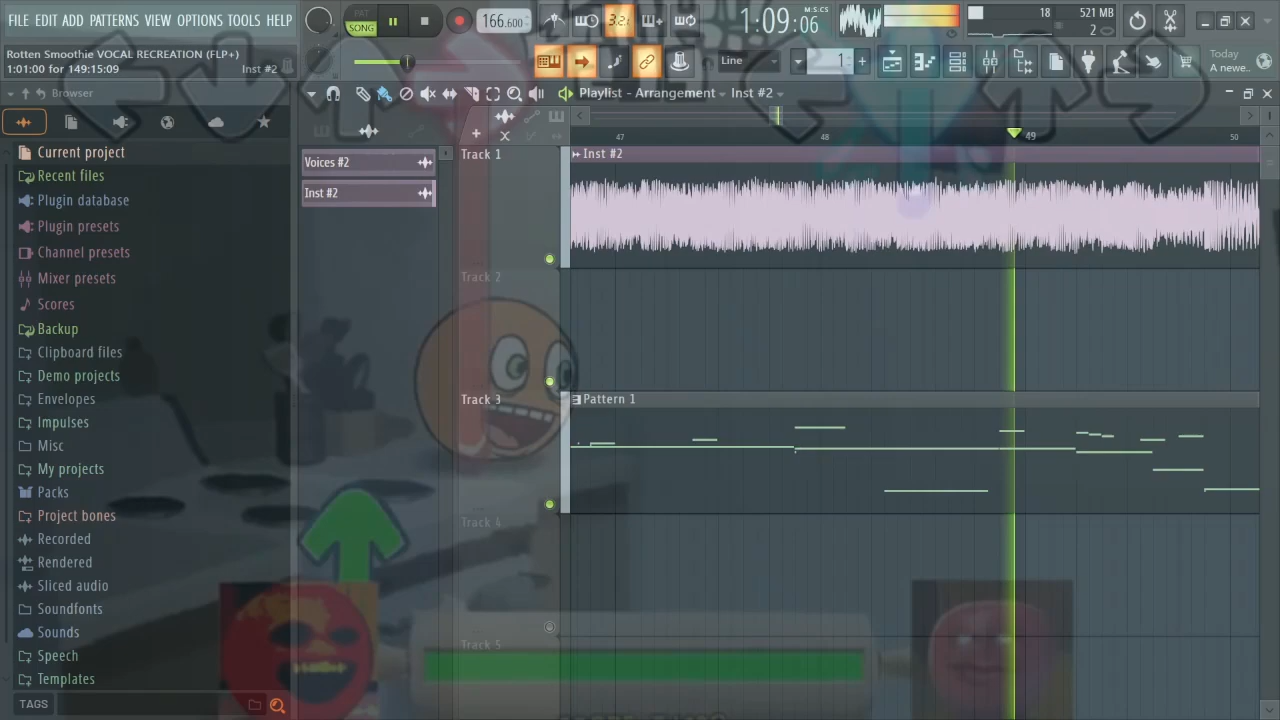 FILE EDIT ADD PATTERNS VIEW OPTIONS TOOLS HELP
PAT
SONG
166.600
3.2.
1:09:06
M:S:CS
18
521 MB
2
Rotten Smoothie VOCAL RECREATION (FLP+)
1:01:00 for 149:15:09
Inst #2
Line
1
Today
A newe..
Browser
Playlist - Arrangement
Inst #2
47
48
49
50
Current project
Recent files
Plugin database
Plugin presets
Channel presets
Mixer presets
Scores
Backup
Clipboard files
Demo projects
Envelopes
Impulses
Misc
My projects
Packs
Project bones
Recorded
Rendered
Sliced audio
Soundfonts
Sounds
Speech
Templates
TAGS
Voices #2
Inst #2
Track 1
Inst #2
Track 2
Track 3
Pattern 1
Track 4
Track 5